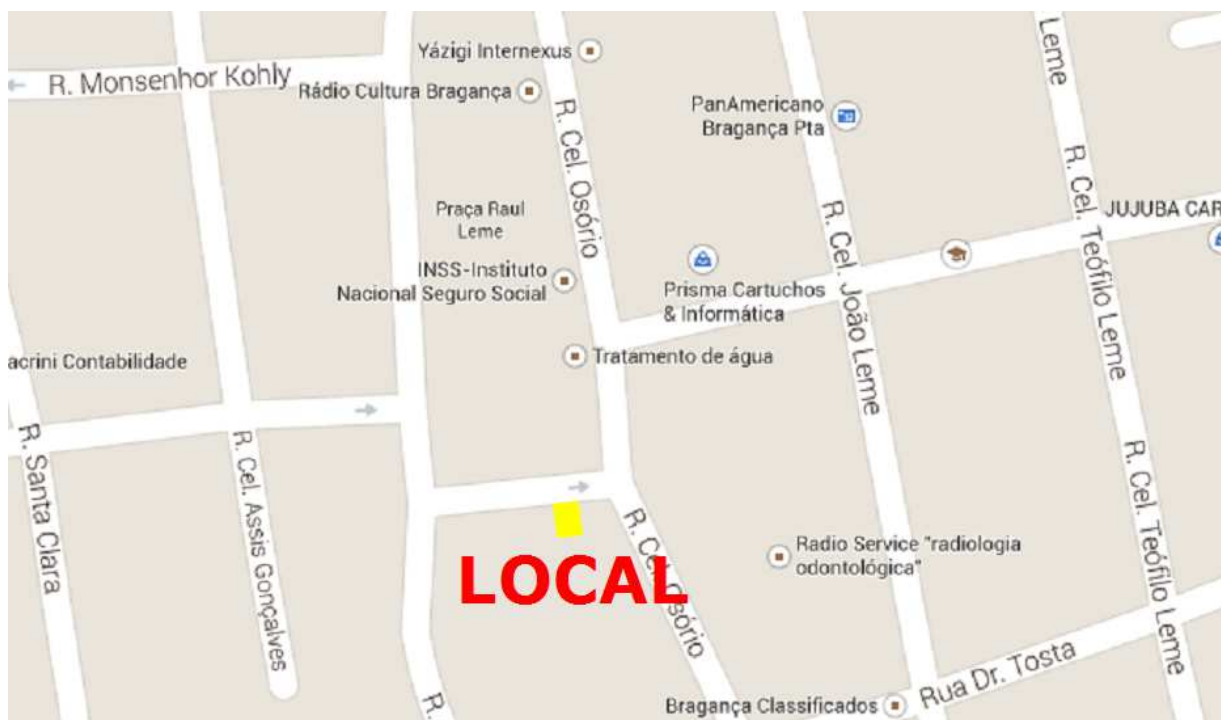 Leme
Yázigi Internexus
R. Monsenhor Kohly
Rádio Cultura Bragança
PanAmericano
Bragança Pta
R. Cel. Osório
R. Cel. Teófilo Leme
Praça Raul
Leme
JUJUBA CAR
R. Cel. João Leme
INSS-Instituto
Nacional Seguro Social
Prisma Cartuchos
& Informática
Tratamento de água
acrini Contabilidade
R. Santa Clara
R. Cel. Assis Gonçalves
R. Cel. Teófilo Leme
R. Cel. Osório
LOCAL
Radio Service "radiologia
odontológica"
Rua Dr. Tosta
R.
Bragança Classificados